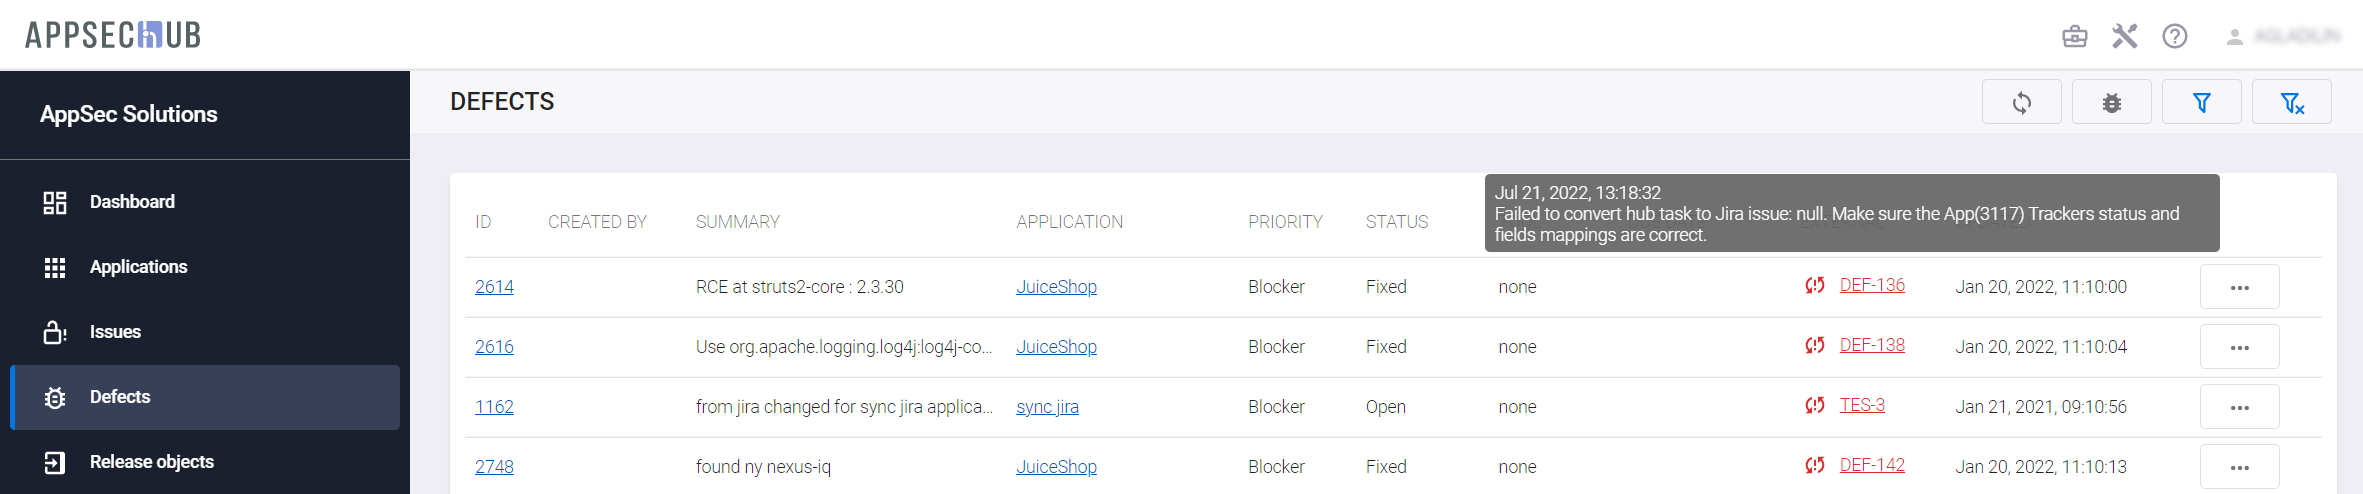 APPSECHUB
AppSec Solutions
Dashboard
Applications
Issues
Defects
Release objects
DEFECTS
Jul 21, 2022, 13:18:32
Failed to convert hub task to Jira issue: null. Make sure the App(3117) Trackers status and
fields mappings are correct.
ID CREATED BY SUMMARY APPLICATION PRIORITY STATUS
2614 RCE at struts2-core : 2.3.30 JuiceShop Blocker Fixed none DEF-136 Jan 20, 2022, 11:10:00
2616 Use org.apache.logging.log4j:log4j-co... JuiceShop Blocker Fixed none DEF-138 Jan 20, 2022, 11:10:04
1162 from jira changed for sync jira applica... sync jira Blocker Open none TES-3 Jan 21, 2021, 09:10:56
2748 found ny nexus-iq JuiceShop Blocker Fixed none DEF-142 Jan 20, 2022, 11:10:13